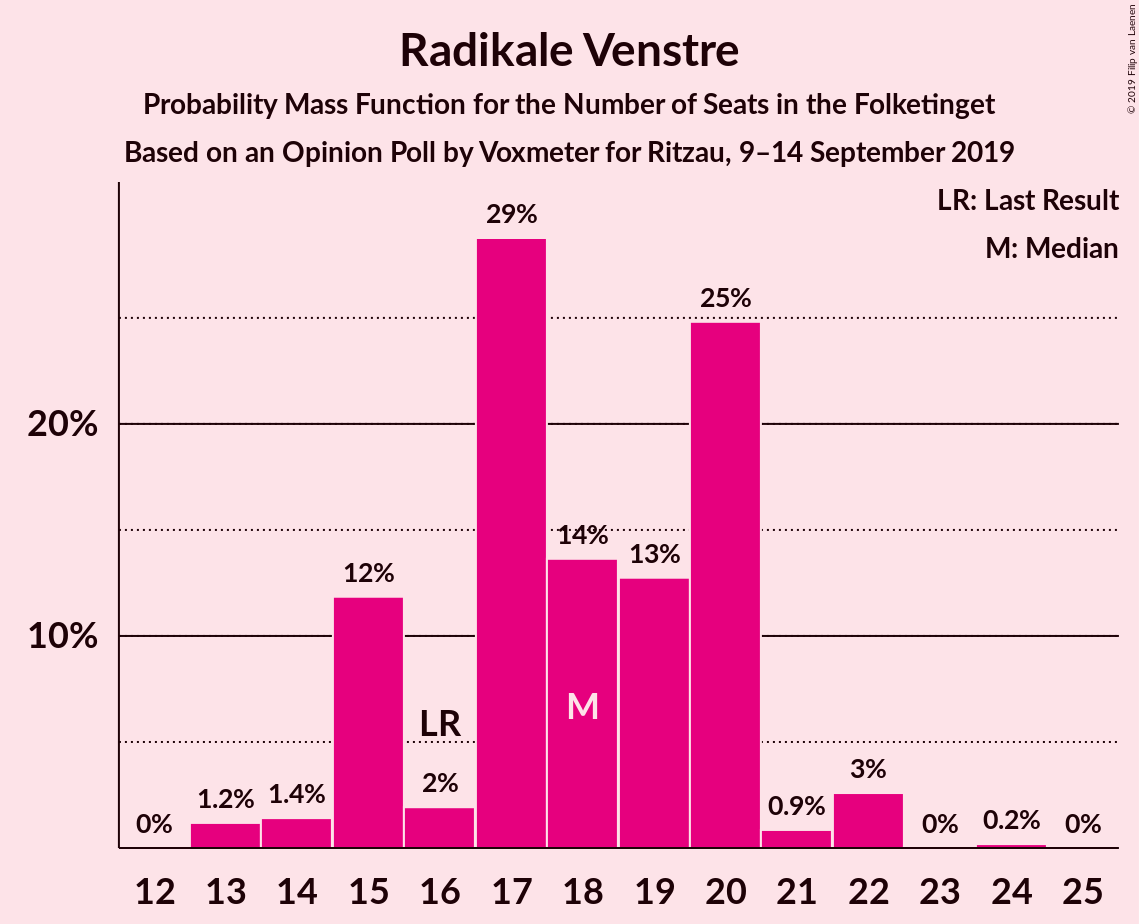 Radikale Venstre
Probability Mass Function for the Number of Seats in the Folketinget
Based on an Opinion Poll by Voxmeter for Ritzau, 9–14 September 2019
© 2019 Filip van Laenen
LR: Last Result
M: Median
29%
25%
20%
14%
13%
12%
10%
M
LR
3%
2%
1.4%
1.2%
0.9%
0%
0%
0.2%
0%
12 13 14 15 16 17 18 19 20 21 22 23 24 25